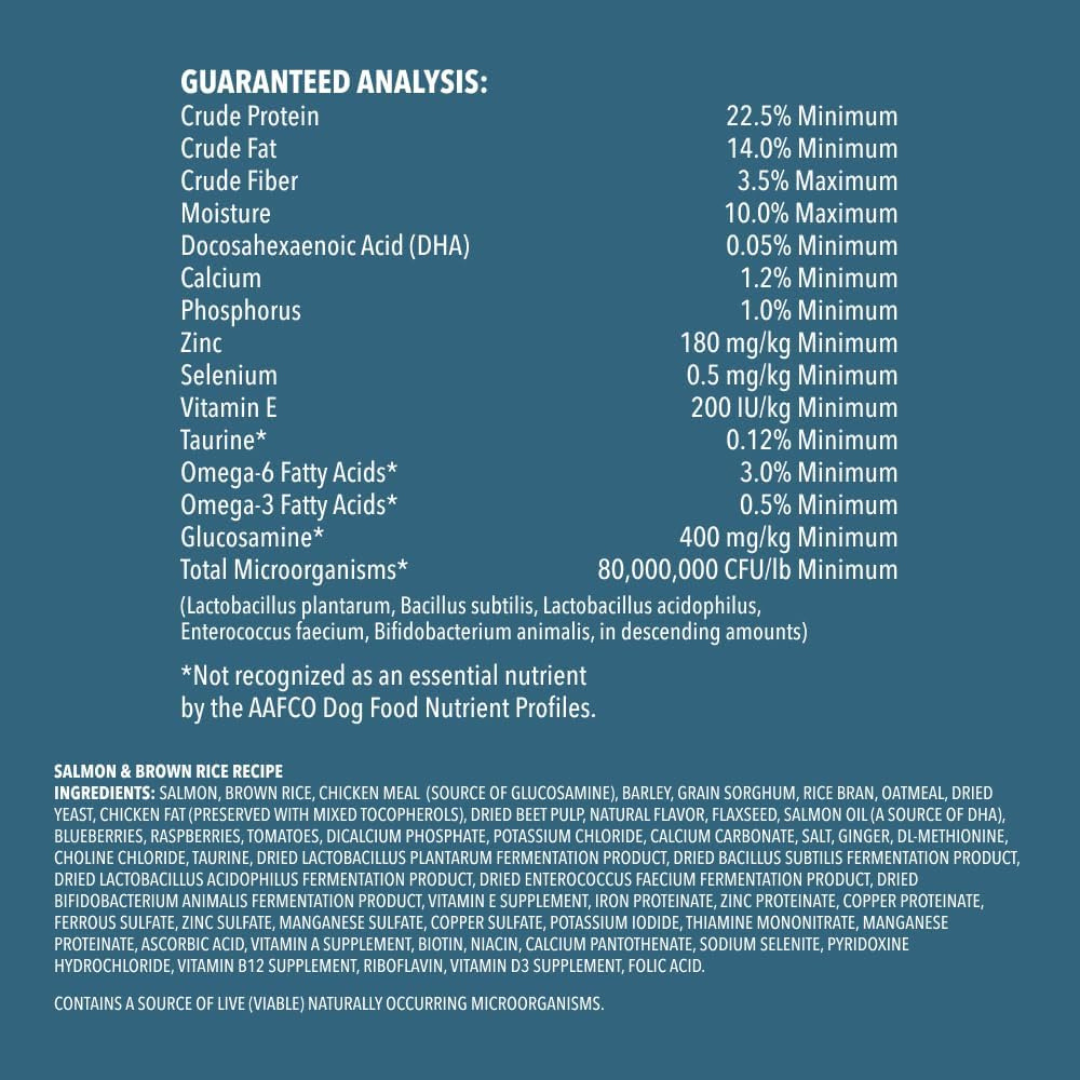 GUARANTEED ANALYSIS:
Crude Protein 22.5% Minimum
Crude Fat 14.0% Minimum
Crude Fiber 3.5% Maximum
Moisture 10.0% Maximum
Docosahexaenoic Acid (DHA) 0.05% Minimum
Calcium 1.2% Minimum
Phosphorus 1.0% Minimum
Zinc 180 mg/kg Minimum
Selenium 0.5 mg/kg Minimum
Vitamin E 200 IU/kg Minimum
Taurine* 0.12% Minimum
Omega-6 Fatty Acids* 3.0% Minimum
Omega-3 Fatty Acids* 0.5% Minimum
Glucosamine* 400 mg/kg Minimum
Total Microorganisms* 80,000,000 CFU/lb Minimum
(Lactobacillus plantarum, Bacillus subtilis, Lactobacillus acidophilus,
Enterococcus faecium, Bifidobacterium animalis, in descending amounts)
*Not recognized as an essential nutrient
by the AAFCO Dog Food Nutrient Profiles.
SALMON & BROWN RICE RECIPE
INGREDIENTS: SALMON, BROWN RICE, CHICKEN MEAL (SOURCE OF GLUCOSAMINE), BARLEY, GRAIN SORGHUM, RICE BRAN, OATMEAL, DRIED
YEAST, CHICKEN FAT (PRESERVED WITH MIXED TOCOPHEROLS), DRIED BEET PULP, NATURAL FLAVOR, FLAXSEED, SALMON OIL (A SOURCE OF DHA),
BLUEBERRIES, RASPBERRIES, TOMATOES, DICALCIUM PHOSPHATE, POTASSIUM CHLORIDE, CALCIUM CARBONATE, SALT, GINGER, DL-METHIONINE,
CHOLINE CHLORIDE, TAURINE, DRIED LACTOBACILLUS PLANTARUM FERMENTATION PRODUCT, DRIED BACILLUS SUBTILIS FERMENTATION PRODUCT,
DRIED LACTOBACILLUS ACIDOPHILUS FERMENTATION PRODUCT, DRIED ENTEROCOCCUS FAECIUM FERMENTATION PRODUCT, DRIED
BIFIDOBACTERIUM ANIMALIS FERMENTATION PRODUCT, VITAMIN E SUPPLEMENT, IRON PROTEINATE, ZINC PROTEINATE, COPPER PROTEINATE,
FERROUS SULFATE, ZINC SULFATE, MANGANESE SULFATE, COPPER SULFATE, POTASSIUM IODIDE, THIAMINE MONONITRATE, MANGANESE
PROTEINATE, ASCORBIC ACID, VITAMIN A SUPPLEMENT, BIOTIN, NIACIN, CALCIUM PANTOTHENATE, SODIUM SELENITE, PYRIDOXINE
HYDROCHLORIDE, VITAMIN B12 SUPPLEMENT, RIBOFLAVIN, VITAMIN D3 SUPPLEMENT, FOLIC ACID.
CONTAINS A SOURCE OF LIVE (VIABLE) NATURALLY OCCURRING MICROORGANISMS.